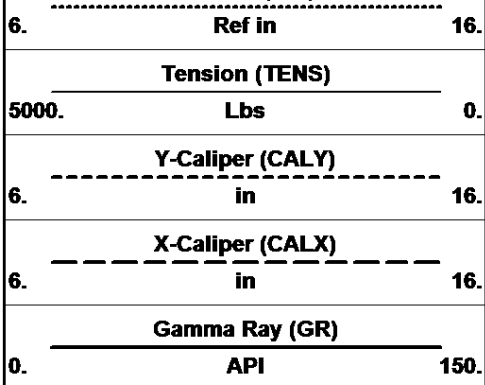 6. Ref in 16.
Tension (TENS)
5000. Lbs 0.
Y-Caliper (CALY)
6. in 16.
X-Caliper (CALX)
6. in 16.
Gamma Ray (GR)
0. API 150.